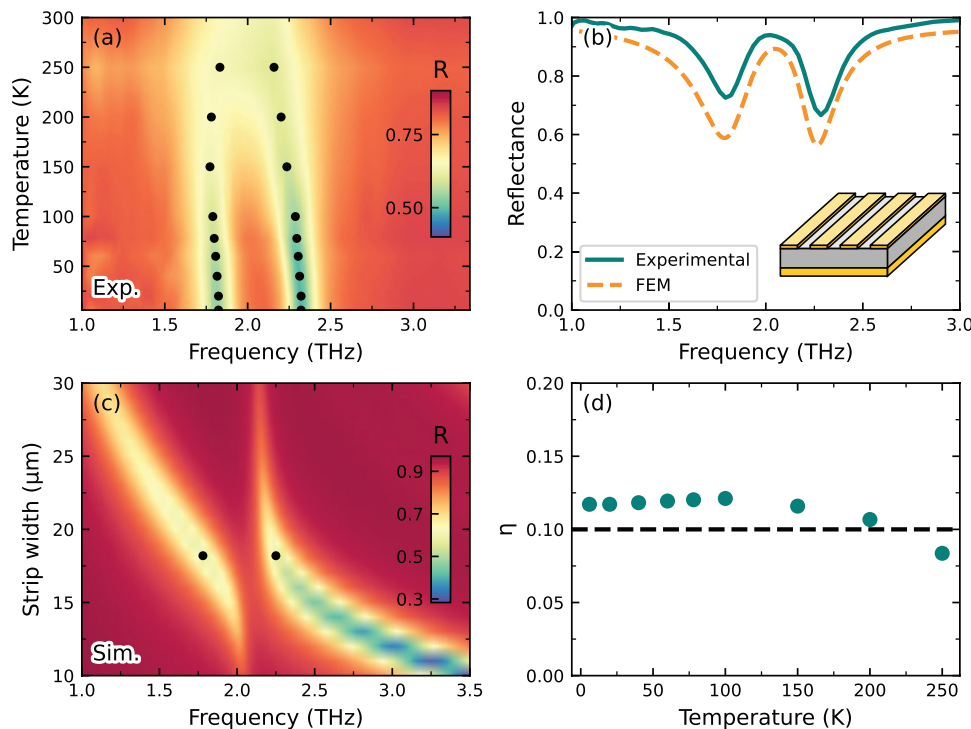 (a)
R
0.75
0.50
Exp.
300
250
200
150
100
50
1.0
1.5
2.0
2.5
3.0
Temperature (K)
Frequency (THz)
(b)
1.0
0.8
0.6
0.4
0.2
0.0
Experimental
FEM
1.0
1.5
2.0
2.5
3.0
Reflectance
Frequency (THz)
(c)
R
0.9
0.7
0.5
0.3
Sim.
30
25
20
15
10
1.0
1.5
2.0
2.5
3.0
3.5
Strip width (μm)
Frequency (THz)
(d)
0.20
0.15
0.10
0.05
0.00
0
50
100
150
200
250
η
Temperature (K)